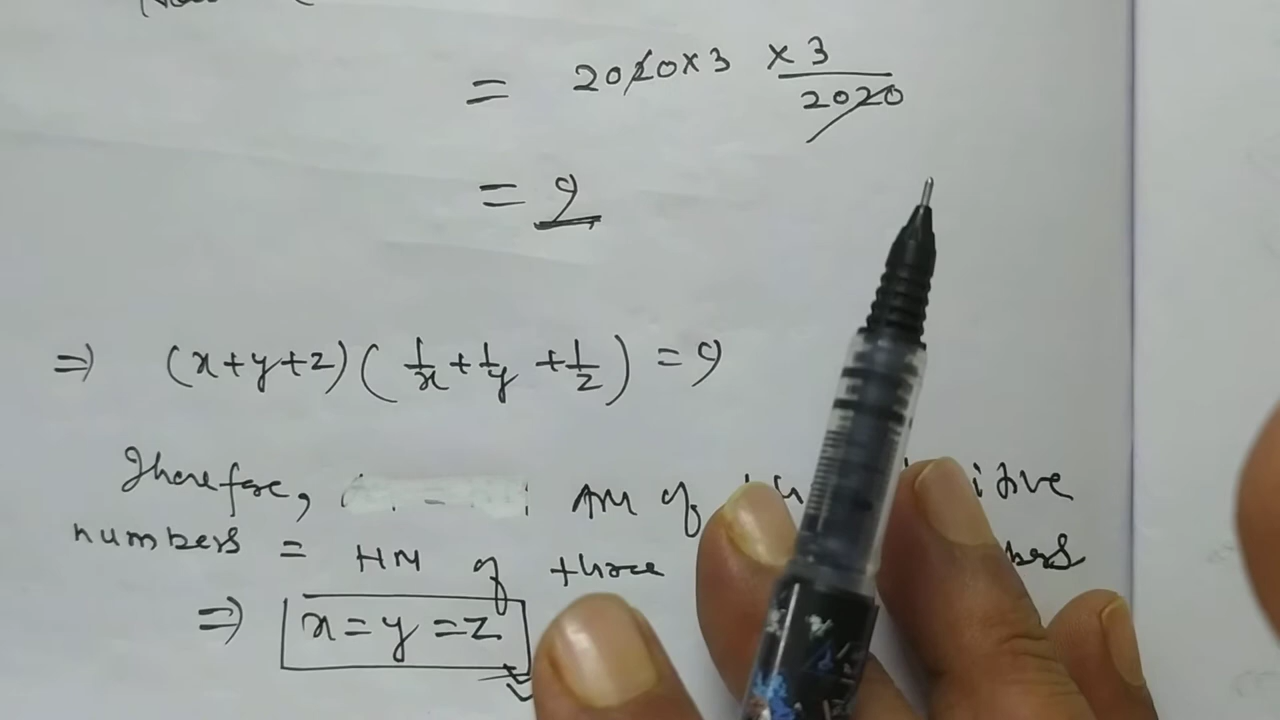 = 2020×3 × 3/2020
= 9
⇒ (x+y+z)(1/x + 1/y + 1/z) = 9
Therefore, AM of
numbers = HM of three
⇒ x = y = z